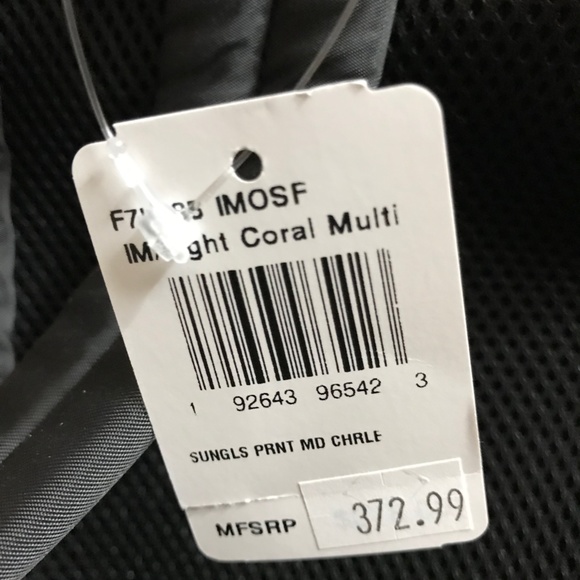 IMOSF
Coral Multi
1 92643 96542 3
SUNGLS PRNT MD CHRLE
MFSRP 372.99